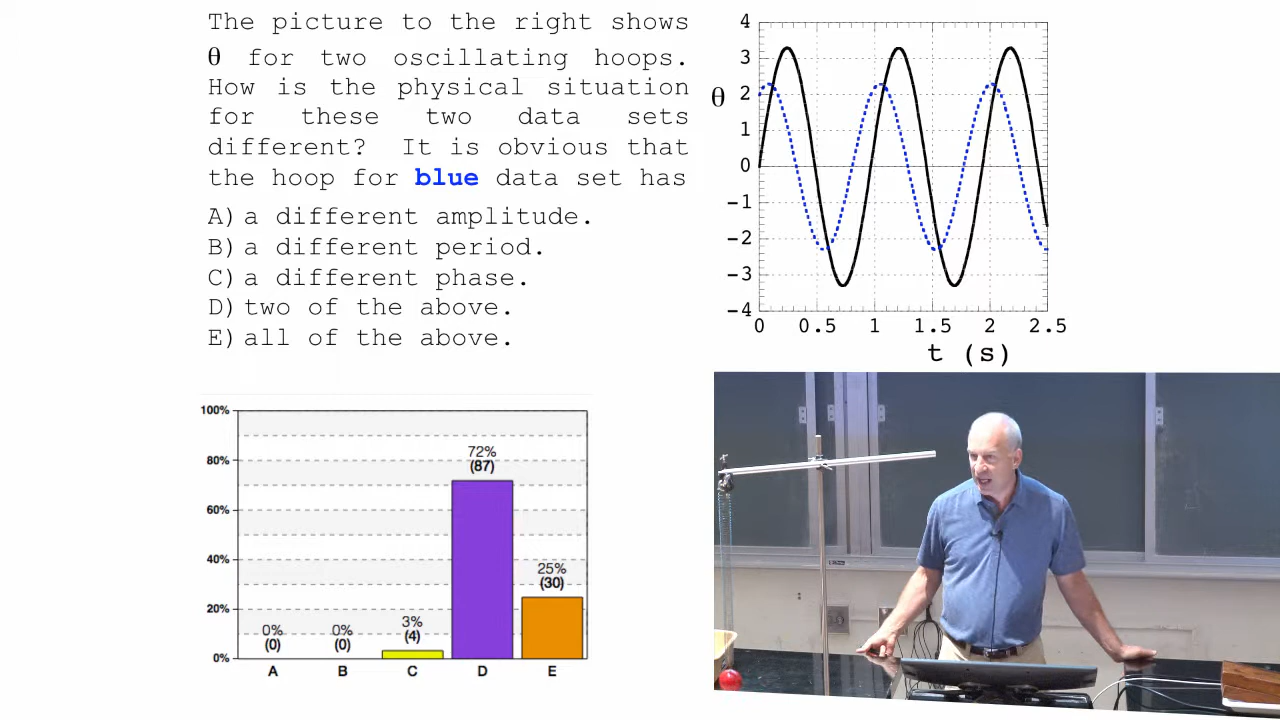 The picture to the right shows
θ for two oscillating hoops.
How is the physical situation
for these two data sets
different? It is obvious that
the hoop for blue data set has
A) a different amplitude.
B) a different period.
C) a different phase.
D) two of the above.
E) all of the above.
4
3
θ
2
1
0
−1
−2
−3
−4
0 0.5 1 1.5 2 2.5
t (s)
100%
80%
60%
40%
20%
0%
0%
(0)
0%
(0)
3%
(4)
72%
(87)
25%
(30)
A B C D E